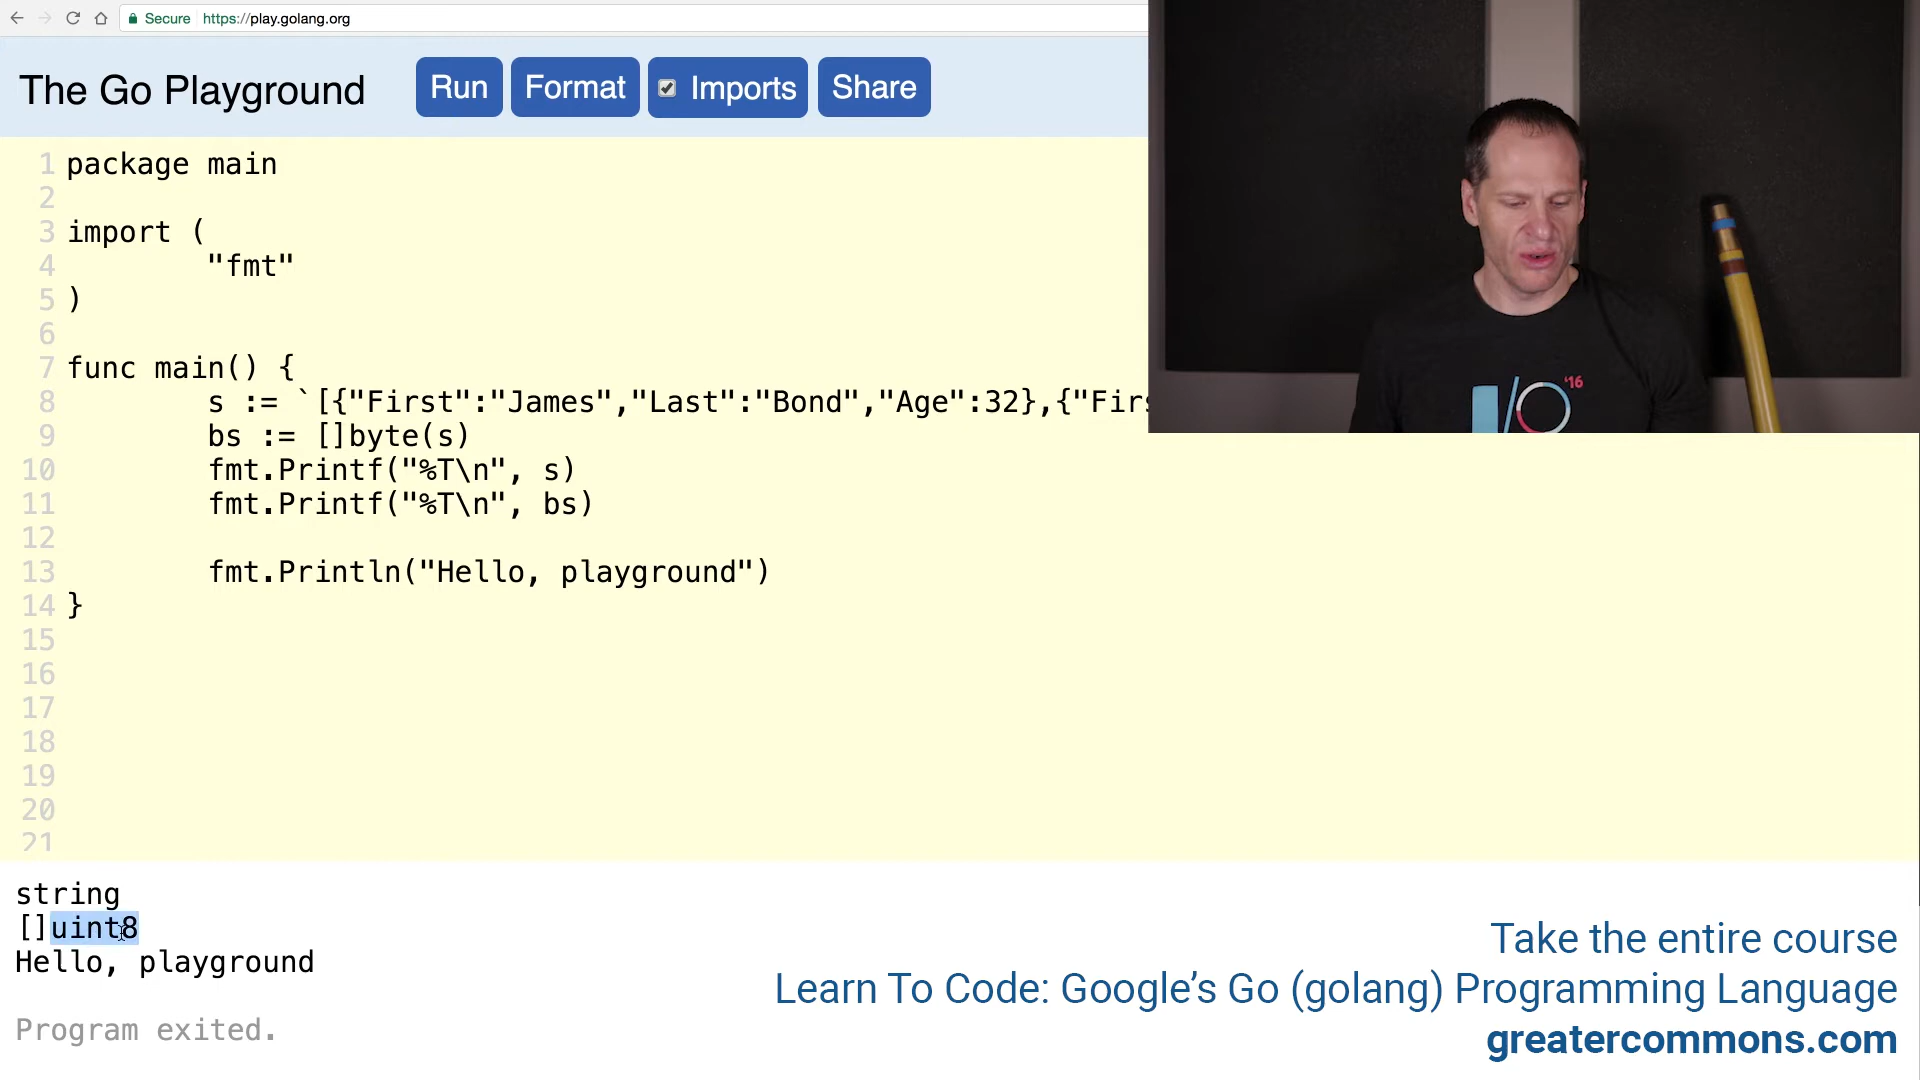 Secure https://play.golang.org
The Go Playground Run Format Imports Share
1 package main
2
3 import (
4 "fmt"
5 )
6
7 func main() {
8 s := `[{"First":"James","Last":"Bond","Age":32},{"Firs
9 bs := []byte(s)
10 fmt.Printf("%T\n", s)
11 fmt.Printf("%T\n", bs)
12
13 fmt.Println("Hello, playground")
14 }
15
16
17
18
19
20
21
string
[]uint8
Hello, playground
Program exited.
I/O '16
Take the entire course
Learn To Code: Google’s Go (golang) Programming Language
greatercommons.com